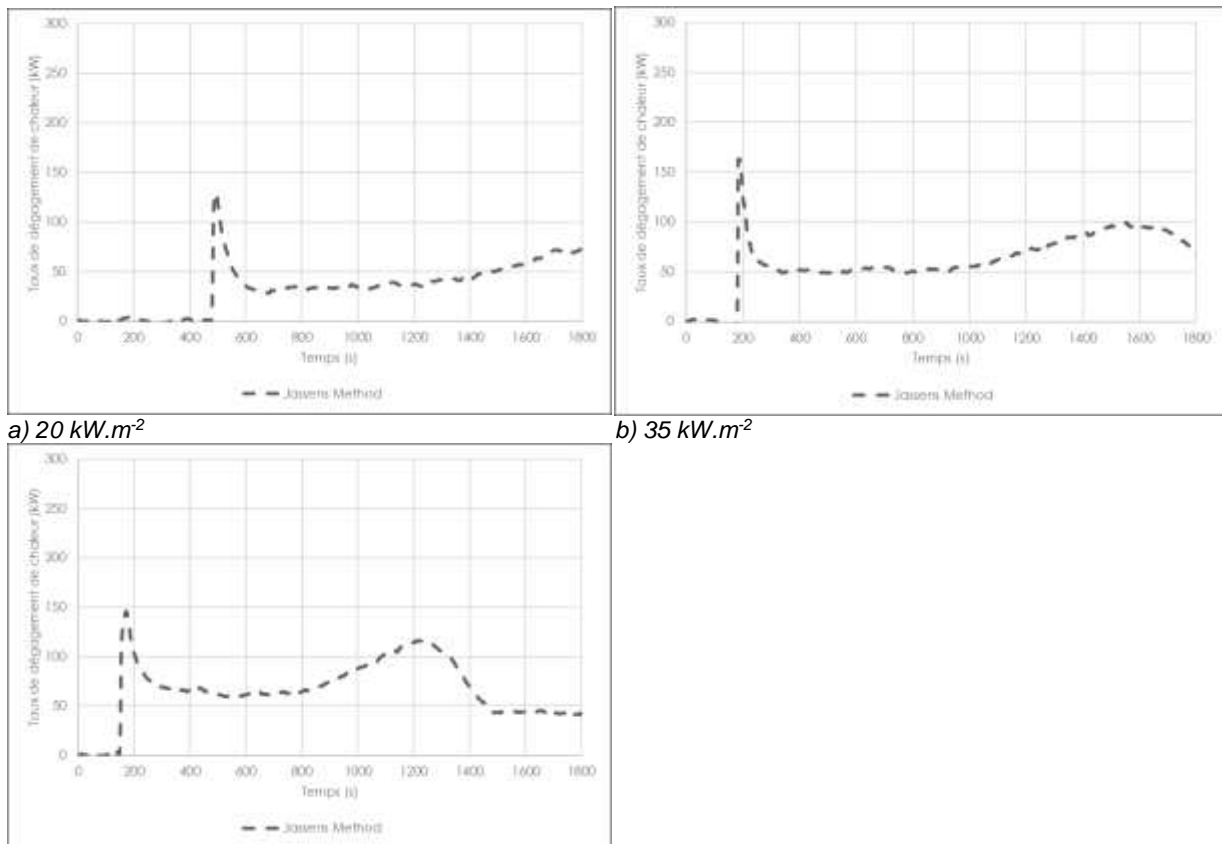 300
250
200
150
100
50
0
Taux de dégagement de chaleur (kW)
0 200 400 600 800 1000 1200 1400 1600 1800
Temps (s)
Jassens Method
a) 20 kW.m-2
300
250
200
150
100
50
0
Taux de dégagement de chaleur (kW)
0 200 400 600 800 1000 1200 1400 1600 1800
Temps (s)
Jassens Method
b) 35 kW.m-2
300
250
200
150
100
50
0
Taux de dégagement de chaleur (kW)
0 200 400 600 800 1000 1200 1400 1600 1800
Temps (s)
Jassens Method